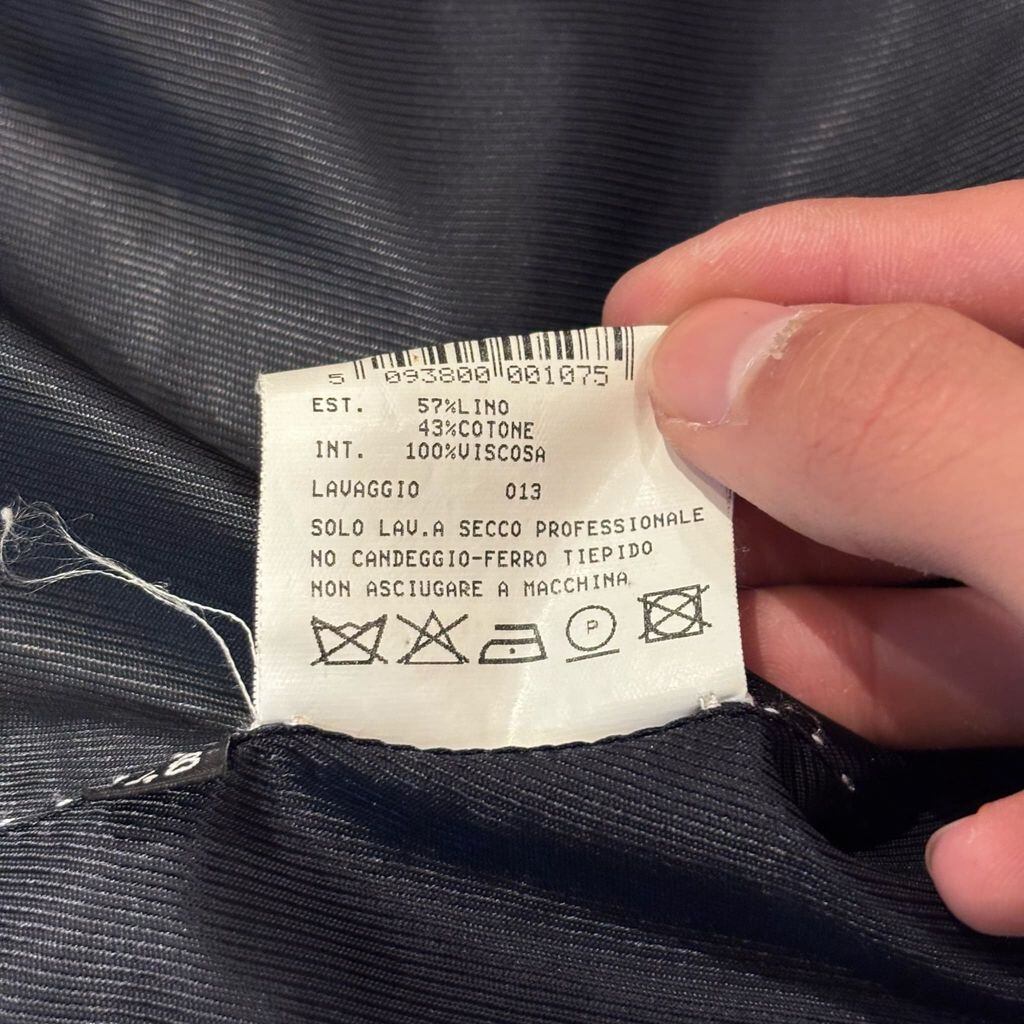 5 093800 001075
EST. 57%LINO
43%COTONE
INT. 100%VISCOSA
LAVAGGIO 013
SOLO LAV.A SECCO PROFESSIONALE
NO CANDEGGIO-FERRO TIEPIDO
NON ASCIUGARE A MACCHINA
P